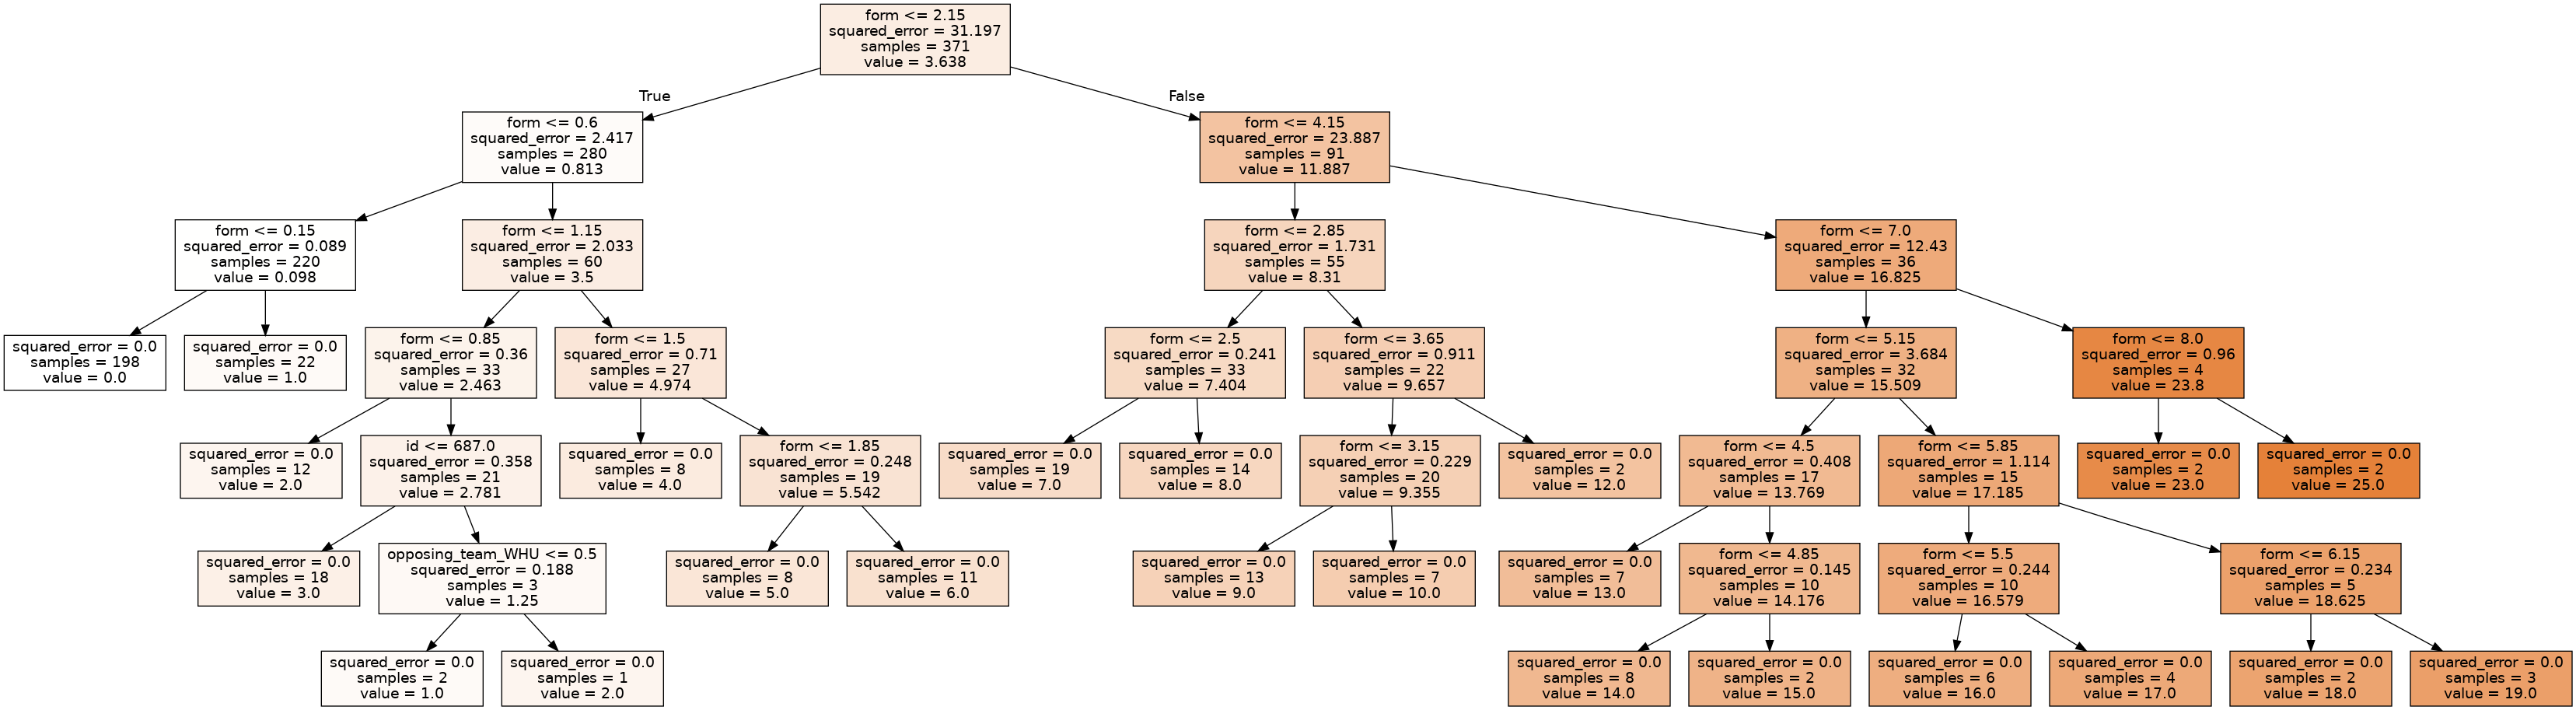 form <= 2.15
squared_error = 31.197
samples = 371
value = 3.638
True
False
form <= 0.6
squared_error = 2.417
samples = 280
value = 0.813
form <= 4.15
squared_error = 23.887
samples = 91
value = 11.887
form <= 0.15
squared_error = 0.089
samples = 220
value = 0.098
form <= 1.15
squared_error = 2.033
samples = 60
value = 3.5
form <= 2.85
squared_error = 1.731
samples = 55
value = 8.31
form <= 7.0
squared_error = 12.43
samples = 36
value = 16.825
squared_error = 0.0
samples = 198
value = 0.0
squared_error = 0.0
samples = 22
value = 1.0
form <= 0.85
squared_error = 0.36
samples = 33
value = 2.463
form <= 1.5
squared_error = 0.71
samples = 27
value = 4.974
form <= 2.5
squared_error = 0.241
samples = 33
value = 7.404
form <= 3.65
squared_error = 0.911
samples = 22
value = 9.657
form <= 5.15
squared_error = 3.684
samples = 32
value = 15.509
form <= 8.0
squared_error = 0.96
samples = 4
value = 23.8
squared_error = 0.0
samples = 12
value = 2.0
id <= 687.0
squared_error = 0.358
samples = 21
value = 2.781
squared_error = 0.0
samples = 8
value = 4.0
form <= 1.85
squared_error = 0.248
samples = 19
value = 5.542
squared_error = 0.0
samples = 19
value = 7.0
squared_error = 0.0
samples = 14
value = 8.0
form <= 3.15
squared_error = 0.229
samples = 20
value = 9.355
squared_error = 0.0
samples = 2
value = 12.0
form <= 4.5
squared_error = 0.408
samples = 17
value = 13.769
form <= 5.85
squared_error = 1.114
samples = 15
value = 17.185
squared_error = 0.0
samples = 2
value = 23.0
squared_error = 0.0
samples = 2
value = 25.0
squared_error = 0.0
samples = 18
value = 3.0
opposing_team_WHU <= 0.5
squared_error = 0.188
samples = 3
value = 1.25
squared_error = 0.0
samples = 8
value = 5.0
squared_error = 0.0
samples = 11
value = 6.0
squared_error = 0.0
samples = 13
value = 9.0
squared_error = 0.0
samples = 7
value = 10.0
squared_error = 0.0
samples = 7
value = 13.0
form <= 4.85
squared_error = 0.145
samples = 10
value = 14.176
form <= 5.5
squared_error = 0.244
samples = 10
value = 16.579
form <= 6.15
squared_error = 0.234
samples = 5
value = 18.625
squared_error = 0.0
samples = 2
value = 1.0
squared_error = 0.0
samples = 1
value = 2.0
squared_error = 0.0
samples = 8
value = 14.0
squared_error = 0.0
samples = 2
value = 15.0
squared_error = 0.0
samples = 6
value = 16.0
squared_error = 0.0
samples = 4
value = 17.0
squared_error = 0.0
samples = 2
value = 18.0
squared_error = 0.0
samples = 3
value = 19.0